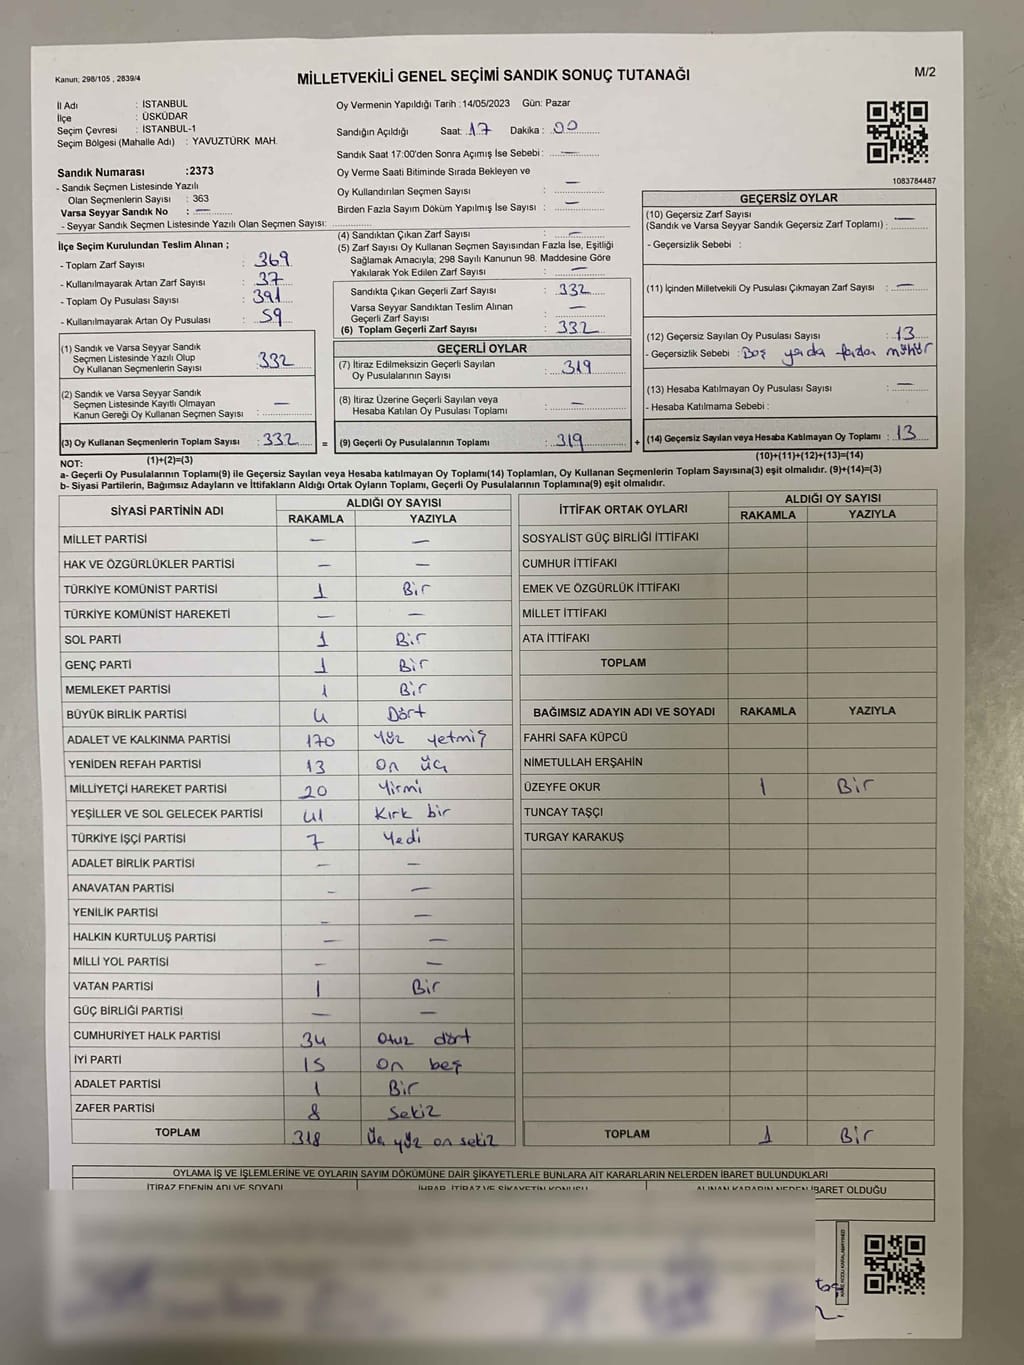 Kanun, 298/105 , 2839/4
MİLLETVEKİLİ GENEL SEÇİMİ SANDIK SONUÇ TUTANAĞI
M/2
İl Adı : İSTANBUL
İlçe : ÜSKÜDAR
Seçim Çevresi : İSTANBUL-1
Seçim Bölgesi (Mahalle Adı) : YAVUZTÜRK MAH.
Oy Vermenin Yapıldığı Tarih :14/05/2023 Gün: Pazar
Sandığın Açıldığı Saat: 17 Dakika: 00
Sandık Saat 17:00'den Sonra Açımış İse Sebebi : —
Oy Verme Saati Bitiminde Sırada Bekleyen ve
Oy Kullandırılan Seçmen Sayısı : —
Birden Fazla Sayım Döküm Yapılmış İse Sayısı : —
1083784487
Sandık Numarası :2373
- Sandık Seçmen Listesinde Yazılı
Olan Seçmenlerin Sayısı : 363
Varsa Seyyar Sandık No : —
- Seyyar Sandık Seçmen Listesinde Yazılı Olan Seçmen Sayısı:
İlçe Seçim Kurulundan Teslim Alınan ;
- Toplam Zarf Sayısı : 369
- Kullanılmayarak Artan Zarf Sayısı : 37
- Toplam Oy Pusulası Sayısı : 391
- Kullanılmayarak Artan Oy Pusulası : 59
(1) Sandık ve Varsa Seyyar Sandık
Seçmen Listesinde Yazılı Olup
Oy Kullanan Seçmenlerin Sayısı : 332
(2) Sandık ve Varsa Seyyar Sandık
Seçmen Listesinde Kayıtlı Olmayan
Kanun Gereği Oy Kullanan Seçmen Sayısı : —
(3) Oy Kullanan Seçmenlerin Toplam Sayısı : 332
(1)+(2)=(3)
(4) Sandıktan Çıkan Zarf Sayısı : —
(5) Zarf Sayısı Oy Kullanan Seçmen Sayısından Fazla İse, Eşitliği
Sağlamak Amacıyla; 298 Sayılı Kanunun 98. Maddesine Göre
Yakılarak Yok Edilen Zarf Sayısı : —
Sandıkta Çıkan Geçerli Zarf Sayısı : 332
Varsa Seyyar Sandıktan Teslim Alınan
Geçerli Zarf Sayısı : —
(6) Toplam Geçerli Zarf Sayısı : 332
GEÇERLİ OYLAR
(7) İtiraz Edilmeksizin Geçerli Sayılan
Oy Pusulalarının Sayısı : 319
(8) İtiraz Üzerine Geçerli Sayılan veya
Hesaba Katılan Oy Pusulası Toplamı : —
= (9) Geçerli Oy Pusulalarının Toplamı : 319
GEÇERSİZ OYLAR
(10) Geçersiz Zarf Sayısı
(Sandık ve Varsa Seyyar Sandık Geçersiz Zarf Toplamı) : —
- Geçersizlik Sebebi :
(11) İçinden Milletvekili Oy Pusulası Çıkmayan Zarf Sayısı : —
(12) Geçersiz Sayılan Oy Pusulası Sayısı : 13
- Geçersizlik Sebebi : Boş yada fazla mühür
(13) Hesaba Katılmayan Oy Pusulası Sayısı : —
- Hesaba Katılmama Sebebi :
+ (14) Geçersiz Sayılan veya Hesaba Katılmayan Oy Toplamı : 13
(10)+(11)+(12)+(13)=(14)
NOT:
a- Geçerli Oy Pusulalarının Toplamı(9) ile Geçersiz Sayılan veya Hesaba katılmayan Oy Toplamı(14) Toplamları, Oy Kullanan Seçmenlerin Toplam Sayısına(3) eşit olmalıdır. (9)+(14)=(3)
b- Siyasi Partilerin, Bağımsız Adayların ve İttifakların Aldığı Ortak Oyların Toplamı, Geçerli Oy Pusulalarının Toplamına(9) eşit olmalıdır.
SİYASİ PARTİNİN ADI ALDIĞI OY SAYISI
RAKAMLA YAZIYLA
MİLLET PARTİSİ — —
HAK VE ÖZGÜRLÜKLER PARTİSİ — —
TÜRKİYE KOMÜNİST PARTİSİ 1 Bir
TÜRKİYE KOMÜNİST HAREKETİ — —
SOL PARTİ 1 Bir
GENÇ PARTİ 1 Bir
MEMLEKET PARTİSİ 1 Bir
BÜYÜK BİRLİK PARTİSİ 4 Dört
ADALET VE KALKINMA PARTİSİ 170 Yüz yetmiş
YENİDEN REFAH PARTİSİ 13 On üç
MİLLİYETÇİ HAREKET PARTİSİ 20 Yirmi
YEŞİLLER VE SOL GELECEK PARTİSİ 41 Kırk bir
TÜRKİYE İŞÇİ PARTİSİ 7 Yedi
ADALET BİRLİK PARTİSİ — —
ANAVATAN PARTİSİ — —
YENİLİK PARTİSİ — —
HALKIN KURTULUŞ PARTİSİ — —
MİLLİ YOL PARTİSİ — —
VATAN PARTİSİ 1 Bir
GÜÇ BİRLİĞİ PARTİSİ — —
CUMHURİYET HALK PARTİSİ 34 Otuz dört
İYİ PARTİ 15 On beş
ADALET PARTİSİ 1 Bir
ZAFER PARTİSİ 8 Sekiz
TOPLAM 318 Üç yüz on sekiz
İTTİFAK ORTAK OYLARI ALDIĞI OY SAYISI
RAKAMLA YAZIYLA
SOSYALİST GÜÇ BİRLİĞİ İTTİFAKI
CUMHUR İTTİFAKI
EMEK VE ÖZGÜRLÜK İTTİFAKI
MİLLET İTTİFAKI
ATA İTTİFAKI
TOPLAM
BAĞIMSIZ ADAYIN ADI VE SOYADI RAKAMLA YAZIYLA
FAHRİ SAFA KÜPCÜ
NİMETULLAH ERŞAHİN
ÜZEYFE OKUR 1 Bir
TUNCAY TAŞÇI
TURGAY KARAKUŞ
TOPLAM 1 Bir
OYLAMA İŞ VE İŞLEMLERİNE VE OYLARIN SAYIM DÖKÜMÜNE DAİR ŞİKAYETLERLE BUNLARA AİT KARARLARIN NELERDEN İBARET BULUNDUKLARI
İTİRAZ EDENİN ADI VE SOYADI İHBAR, İTİRAZ VE ŞİKAYETİN KONUSU ALINAN KARARIN NEDEN İBARET OLDUĞU